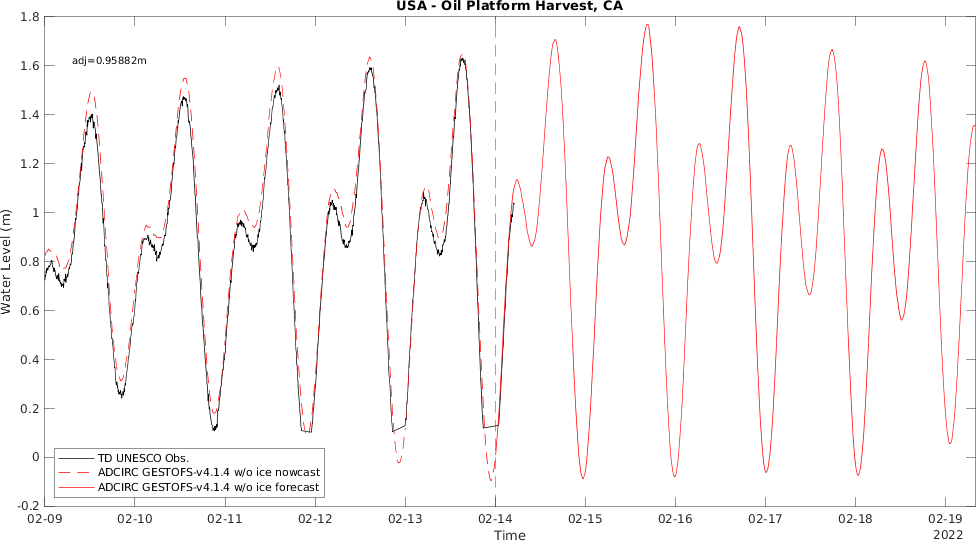 USA - Oil Platform Harvest, CA
1.8
1.6
1.4
1.2
1
0.8
0.6
0.4
0.2
0
-0.2
Water Level (m)
adj=0.95882m
TD UNESCO Obs.
ADCIRC GESTOFS-v4.1.4 w/o ice nowcast
ADCIRC GESTOFS-v4.1.4 w/o ice forecast
02-09 02-10 02-11 02-12 02-13 02-14 02-15 02-16 02-17 02-18 02-19
Time
2022